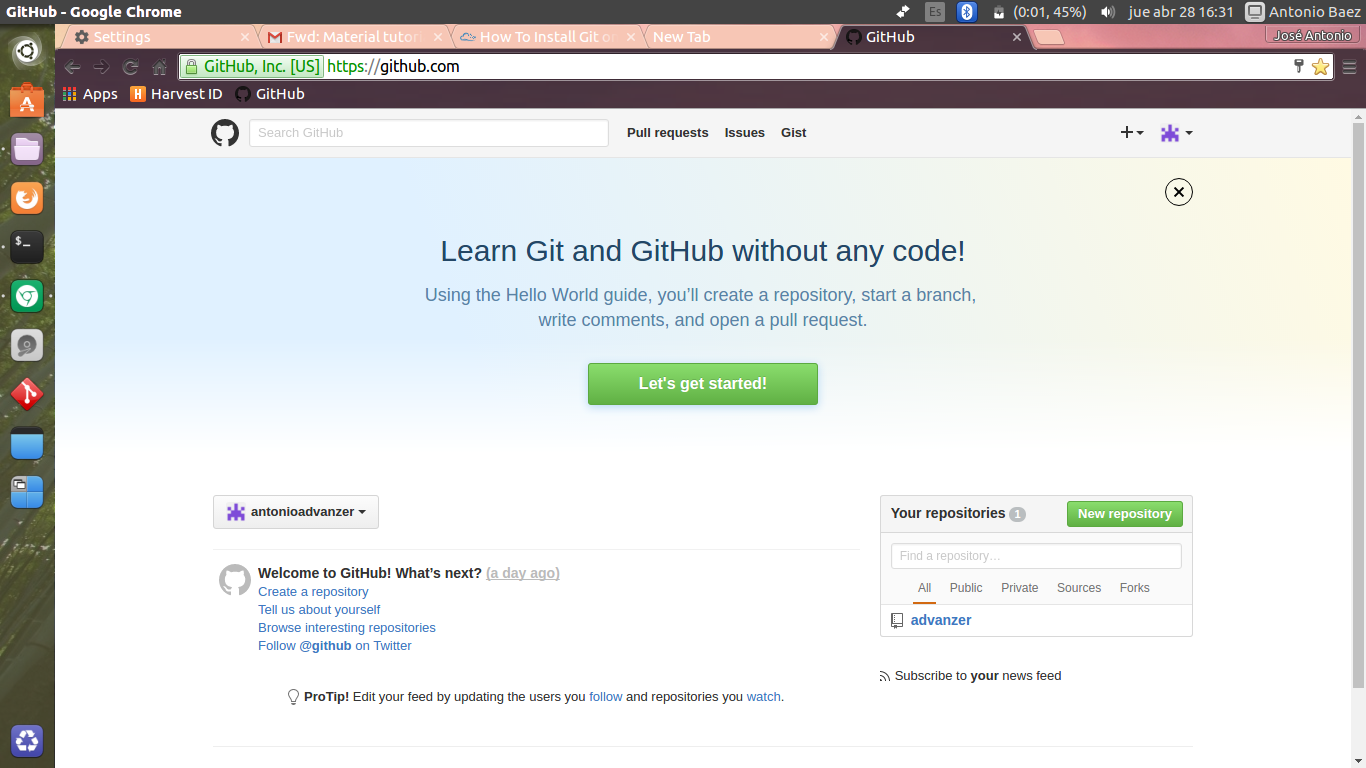 GitHub - Google Chrome
Es
(0:01, 45%)
jue abr 28 16:31
Antonio Baez
Settings
Fwd: Material tutor
How To Install Git o
New Tab
GitHub
José Antonio
GitHub, Inc. [US]
https://github.com
Apps
Harvest ID
GitHub
Search GitHub
Pull requests
Issues
Gist
Learn Git and GitHub without any code!
Using the Hello World guide, you’ll create a repository, start a branch,
write comments, and open a pull request.
Let's get started!
antonioadvanzer
Your repositories 1
New repository
Find a repository…
All
Public
Private
Sources
Forks
advanzer
Welcome to GitHub! What’s next? (a day ago)
Create a repository
Tell us about yourself
Browse interesting repositories
Follow @github on Twitter
Subscribe to your news feed
ProTip! Edit your feed by updating the users you follow and repositories you watch.